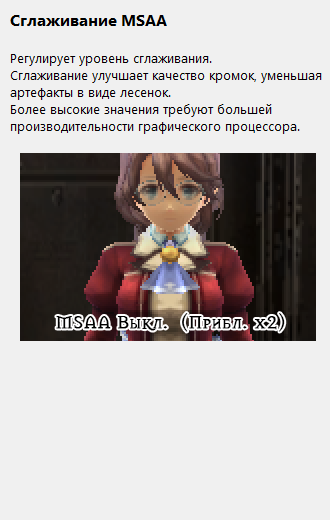 Сглаживание MSAA
Регулирует уровень сглаживания.
Сглаживание улучшает качество кромок, уменьшая
артефакты в виде лесенок.
Более высокие значения требуют большей
производительности графического процессора.
MSAA Выкл. (Прибл. x2)